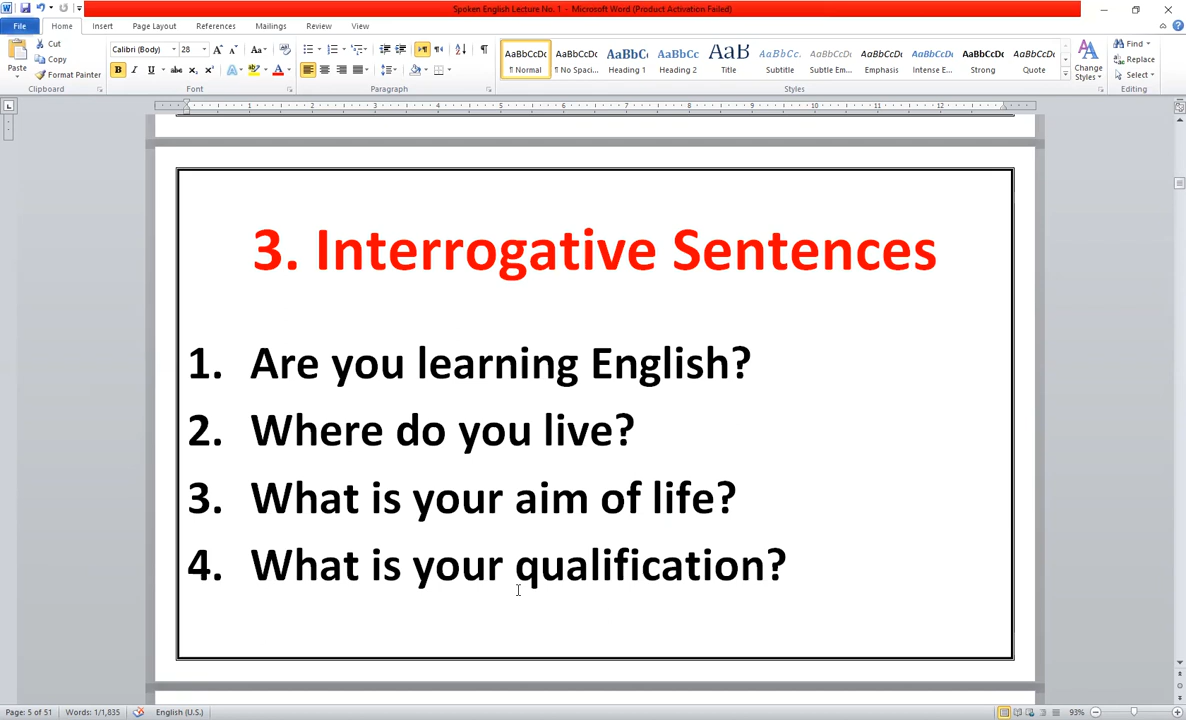 Spoken English Lecture No. 1 - Microsoft Word (Product Activation Failed)
File Home Insert Page Layout References Mailings Review View
Paste
Cut
Copy
Format Painter
Clipboard
Calibri (Body) 28
Font
Paragraph
AaBbCcDc AaBbCcDc AaBbC AaBbCc AaB AaBbCcL AaBbCcDc AaBbCcDc AaBbCcDc AaBbCcDc AaBbCcDc
¶ Normal ¶ No Spaci... Heading 1 Heading 2 Title Subtitle Subtle Em... Emphasis Intense E... Strong Quote
Styles
Change Styles
Find
Replace
Select
Editing
3. Interrogative Sentences
1. Are you learning English?
2. Where do you live?
3. What is your aim of life?
4. What is your qualification?
Page: 5 of 51 Words: 1/1,835 English (U.S.) 93%